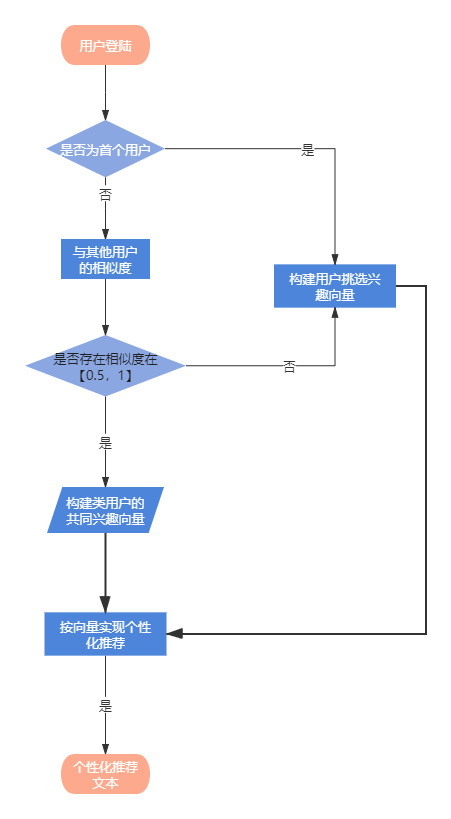 用户登陆
是否为首个用户
是
否
与其他用户
的相似度
构建用户挑选兴
趣向量
是否存在相似度在
【0.5，1】
否
是
构建类用户的
共同兴趣向量
按向量实现个性
化推荐
是
个性化推荐
文本